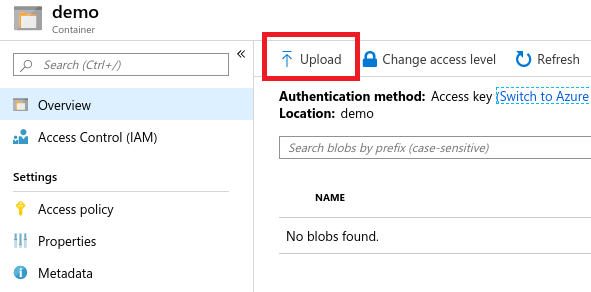 demo
Container
«
Search (Ctrl+/)
Overview
Access Control (IAM)
Settings
Access policy
Properties
Metadata
Upload
Change access level
Refresh
Authentication method: Access key (Switch to Azure
Location: demo
Search blobs by prefix (case-sensitive)
NAME
No blobs found.